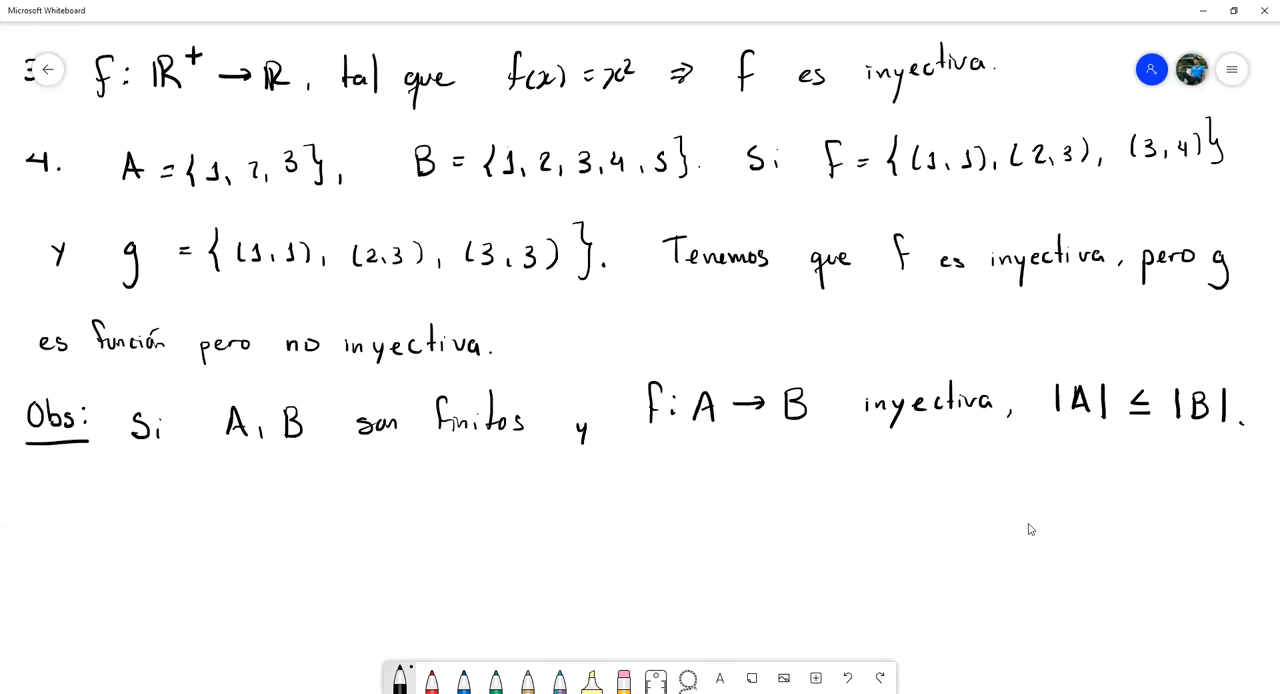 Microsoft Whiteboard
3 f: ℝ⁺ → ℝ, tal que f(x) = x² ⇒ f es inyectiva.
4. A = {1, 2, 3}, B = {1, 2, 3, 4, 5}. Si f = {(1, 1), (2, 3), (3, 4)}
y g = {(1, 1), (2, 3), (3, 3)}. Tenemos que f es inyectiva, pero g
es función pero no inyectiva.
Obs: Si A, B son finitos y f: A → B inyectiva, |A| ≤ |B|.